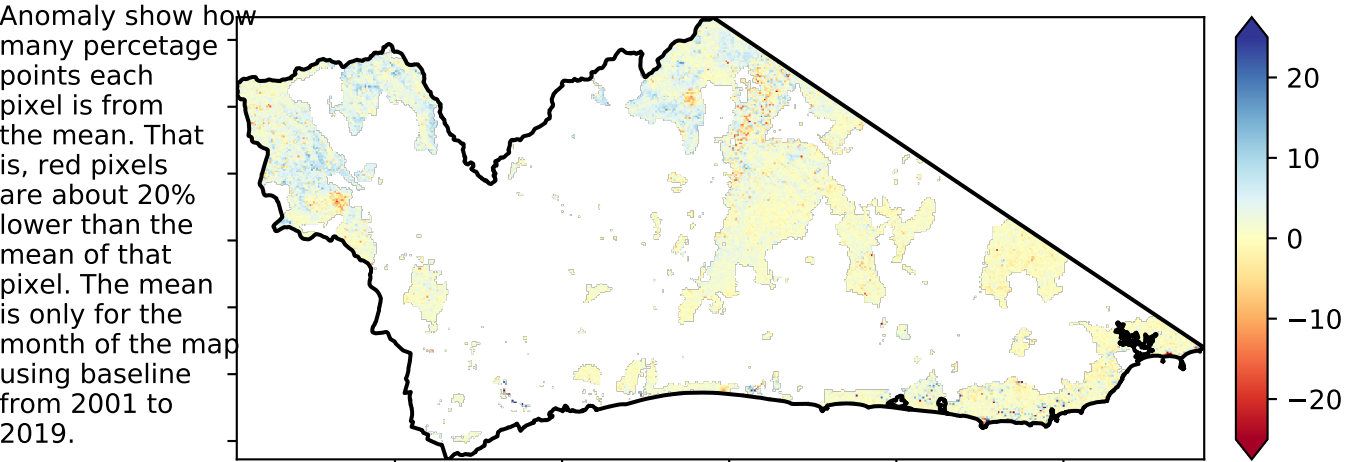 Anomaly show how
many percetage
points each
pixel is from
the mean. That
is, red pixels
are about 20%
lower than the
mean of that
pixel. The mean
is only for the
month of the map
using baseline
from 2001 to
2019.
20
10
0
−10
−20